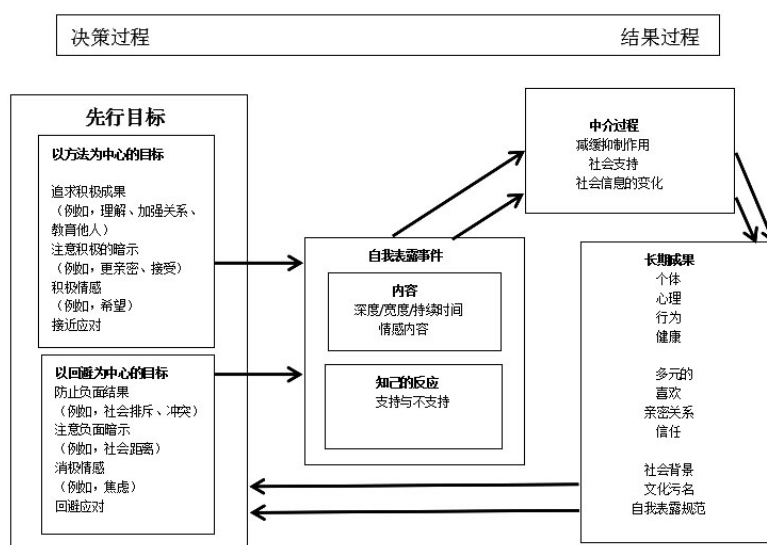 决策过程
结果过程
先行目标
以方法为中心的目标
追求积极成果
（例如，理解、加强关系、
教育他人）
注意积极的暗示
（例如，更亲密、接受）
积极情感
（例如，希望）
接近应对
以回避为中心的目标
防止负面结果
（例如，社会排斥、冲突）
注意负面暗示
（例如，社会距离）
消极情感
（例如，焦虑）
回避应对
自我表露事件
内容
深度/宽度/持续时间
情感内容
知己的反应
支持与不支持
中介过程
减缓抑制作用
社会支持
社会信息的变化
长期成果
个体
心理
行为
健康
多元的
喜欢
亲密关系
信任
社会背景
文化污名
自我表露规范